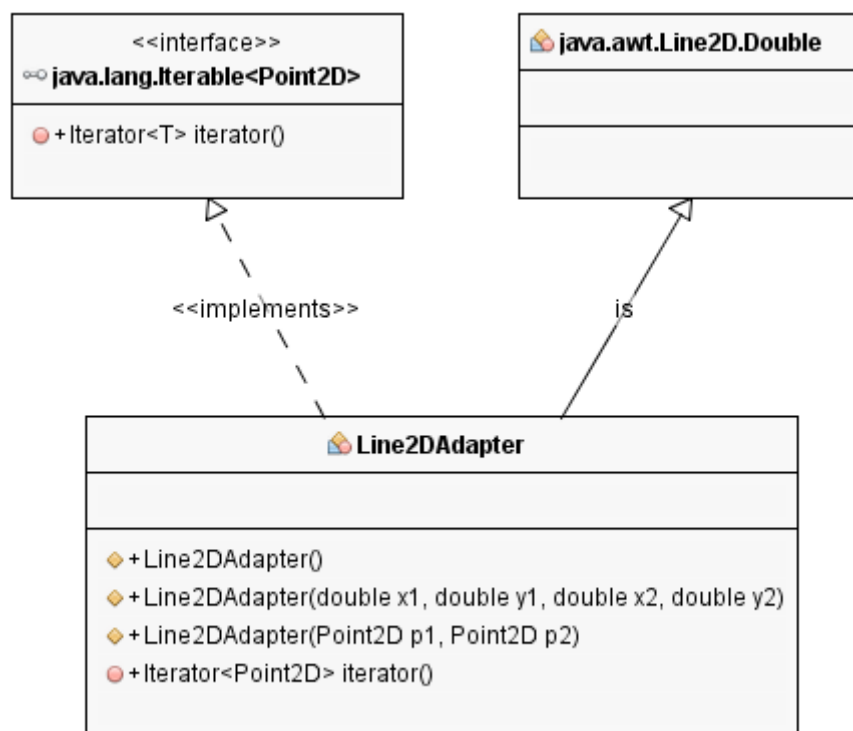 <<interface>>
java.lang.Iterable<Point2D>
+Iterator<T> iterator()
java.awt.Line2D.Double
<<implements>>
is
Line2DAdapter
+Line2DAdapter()
+Line2DAdapter(double x1, double y1, double x2, double y2)
+Line2DAdapter(Point2D p1, Point2D p2)
+Iterator<Point2D> iterator()